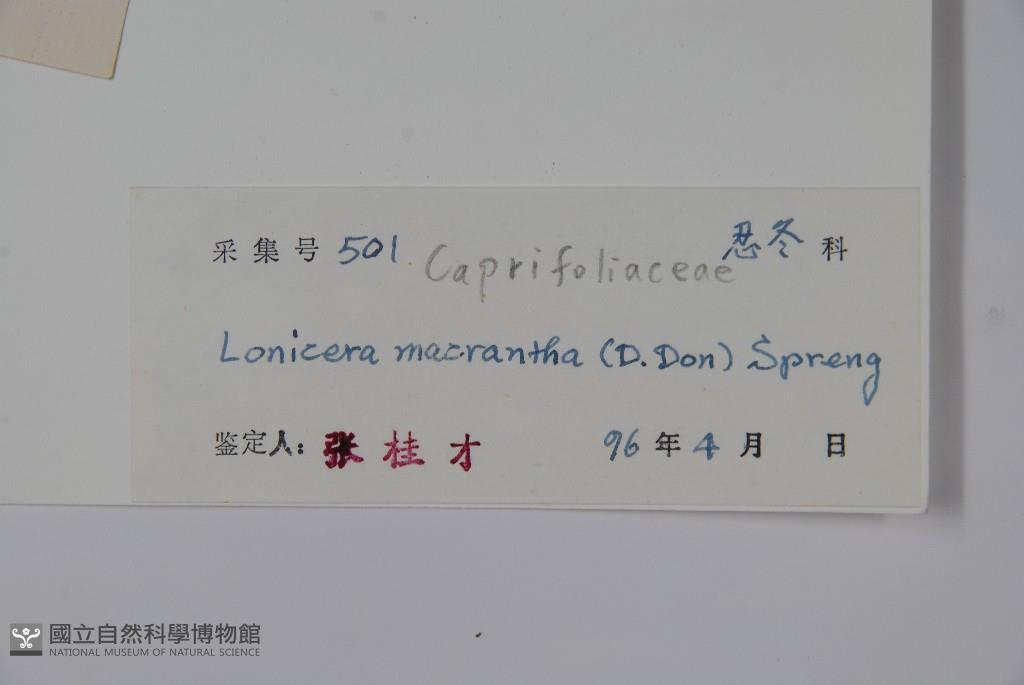 采集号 501 Caprifoliaceae 忍冬 科
Lonicera macrantha (D.Don) Spreng
鉴定人: 张桂才 96 年 4 月 日
國立自然科學博物館
NATIONAL MUSEUM OF NATURAL SCIENCE